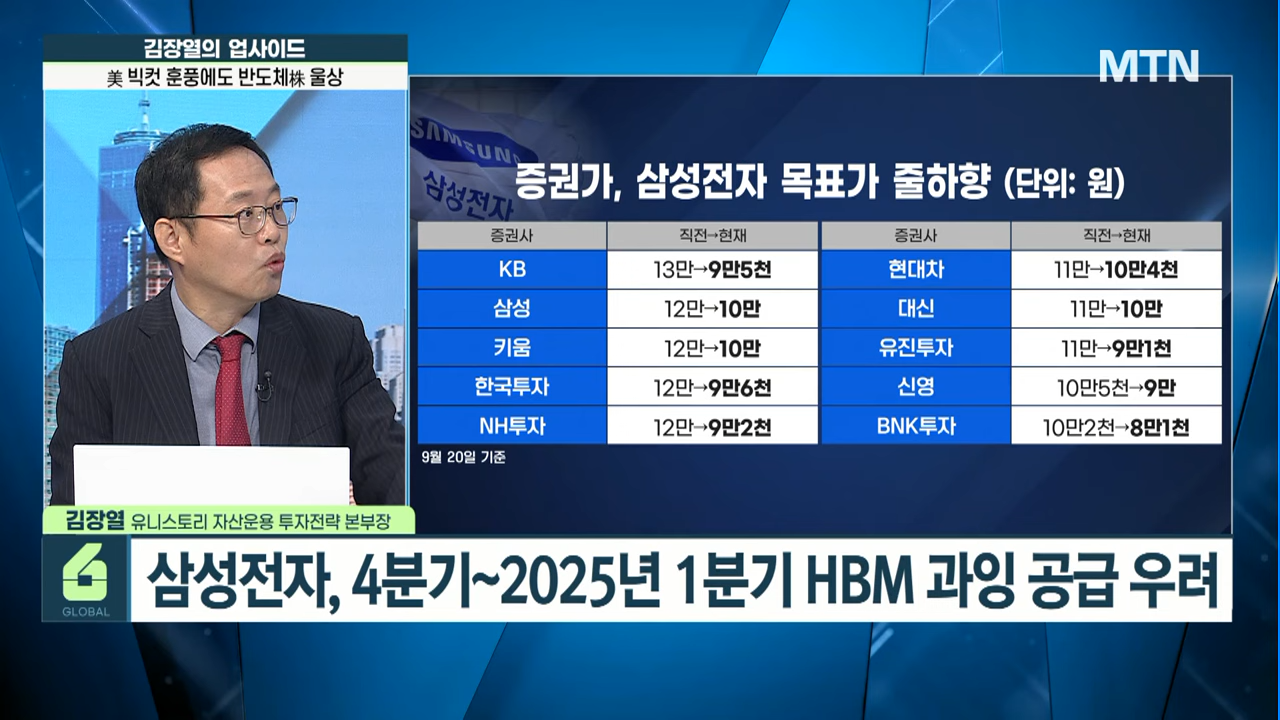 김장열의 업사이드
美 빅컷 훈풍에도 반도체株 울상
MTN
SAMSUNG
삼성전자
증권가, 삼성전자 목표가 줄하향 (단위: 원)
증권사 직전→현재 증권사 직전→현재
KB 13만→9만5천 현대차 11만→10만4천
삼성 12만→10만 대신 11만→10만
키움 12만→10만 유진투자 11만→9만1천
한국투자 12만→9만6천 신영 10만5천→9만
NH투자 12만→9만2천 BNK투자 10만2천→8만1천
9월 20일 기준
김장열 유니스토리 자산운용 투자전략 본부장
GLOBAL
삼성전자, 4분기~2025년 1분기 HBM 과잉 공급 우려